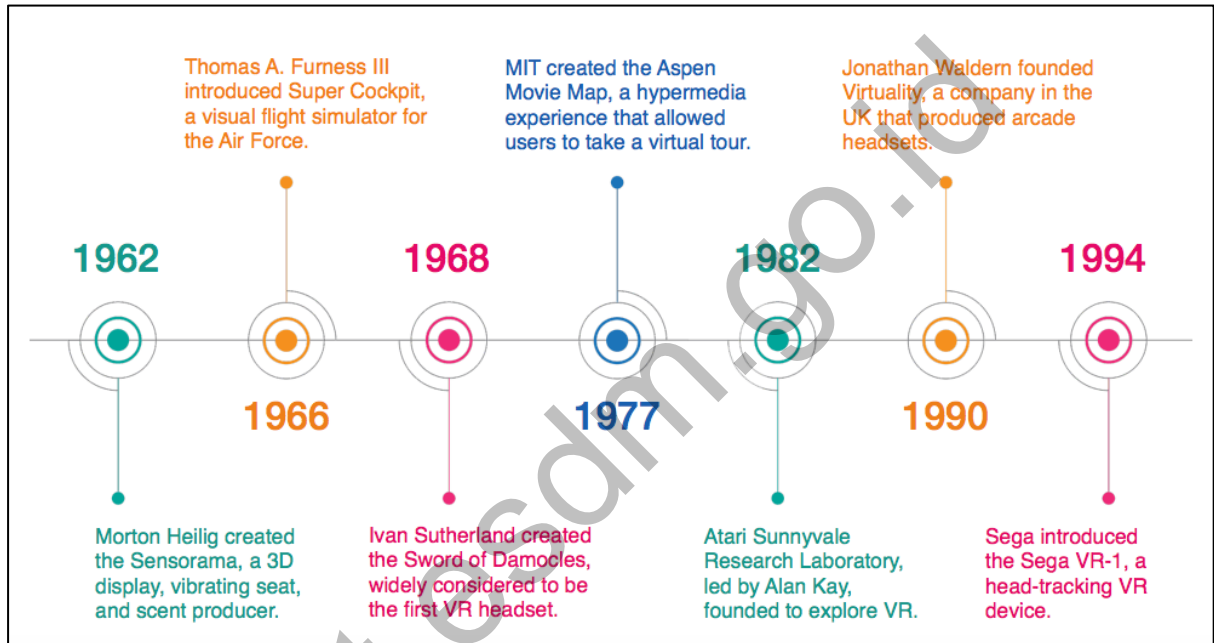 Thomas A. Furness III
introduced Super Cockpit,
a visual flight simulator for
the Air Force.
MIT created the Aspen
Movie Map, a hypermedia
experience that allowed
users to take a virtual tour.
Jonathan Waldern founded
Virtuality, a company in the
UK that produced arcade
headsets.
1962
1968
1982
1994
1966
1977
1990
Morton Heilig created
the Sensorama, a 3D
display, vibrating seat,
and scent producer.
Ivan Sutherland created
the Sword of Damocles,
widely considered to be
the first VR headset.
Atari Sunnyvale
Research Laboratory,
led by Alan Kay,
founded to explore VR.
Sega introduced
the Sega VR-1, a
head-tracking VR
device.
esdm.go.id